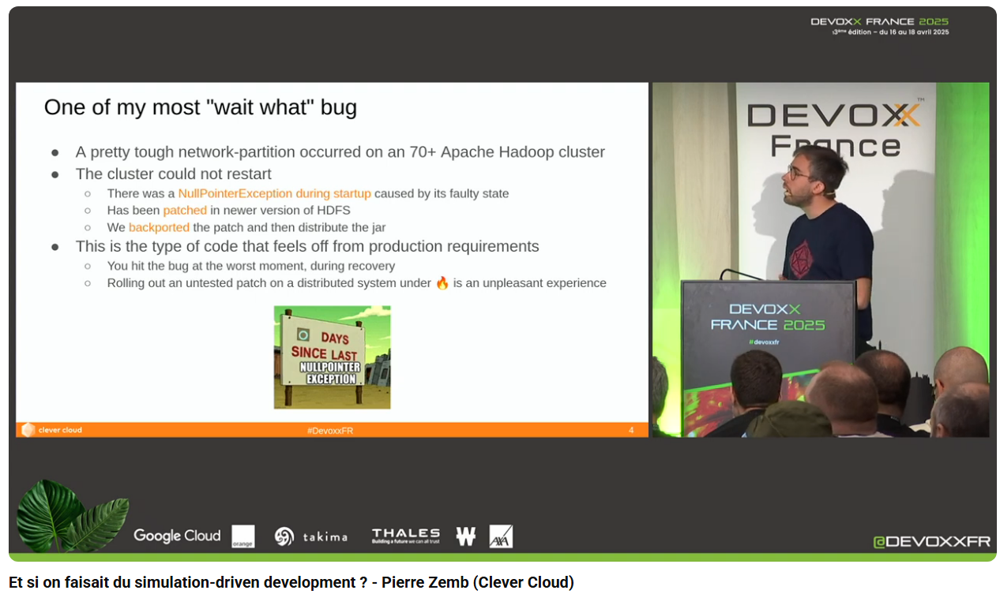 DEVOXX FRANCE 2025
13ème édition – du 16 au 18 avril 2025
One of my most "wait what" bug
● A pretty tough network-partition occurred on an 70+ Apache Hadoop cluster
● The cluster could not restart
○ There was a NullPointerException during startup caused by its faulty state
○ Has been patched in newer version of HDFS
○ We backported the patch and then distribute the jar
● This is the type of code that feels off from production requirements
○ You hit the bug at the worst moment, during recovery
○ Rolling out an untested patch on a distributed system under 🔥 is an unpleasant experience
0 DAYS
SINCE LAST
NULLPOINTER
EXCEPTION
clever cloud
#DevoxxFR
4
DEVOXX™
France
DEVOXX
FRANCE 2025
#devoxxfr
Google Cloud
orange
takima
THALES
Building a future we can all trust
W
AXA
@DEVOXXFR
Et si on faisait du simulation-driven development ? - Pierre Zemb (Clever Cloud)